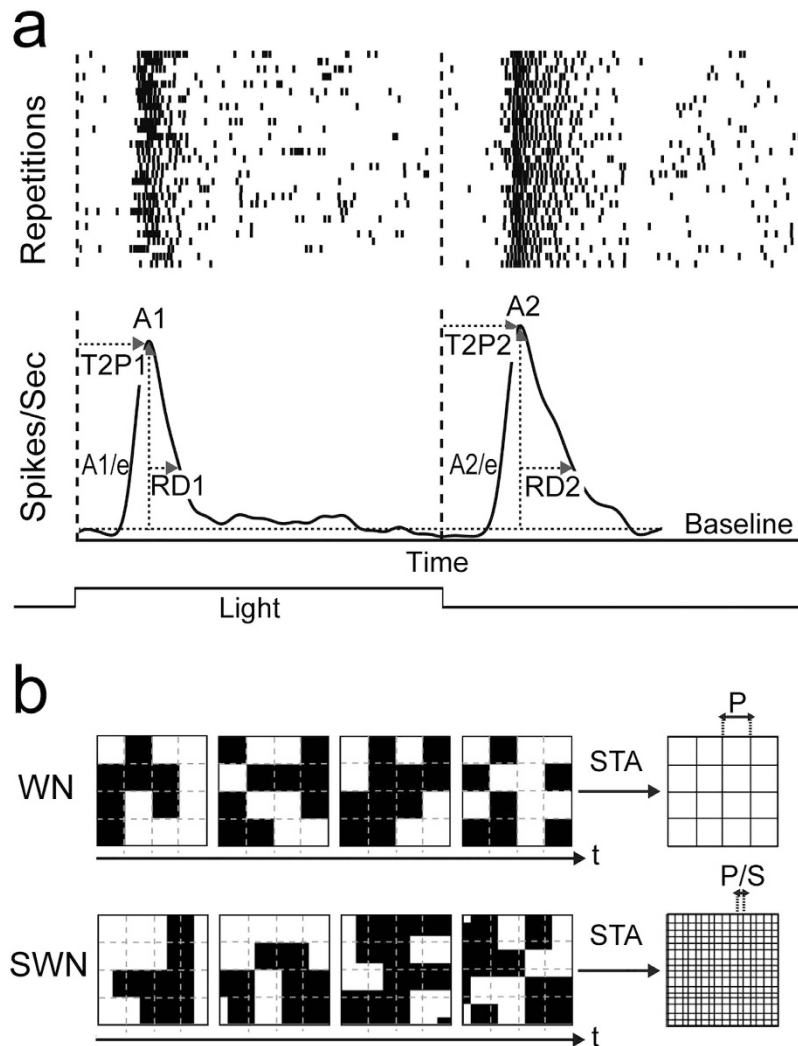 a
Repetitions
A1
A2
T2P1
T2P2
Spikes/Sec
A1/e
RD1
A2/e
RD2
Baseline
Time
Light
b
P
WN
STA
t
P/S
SWN
STA
t